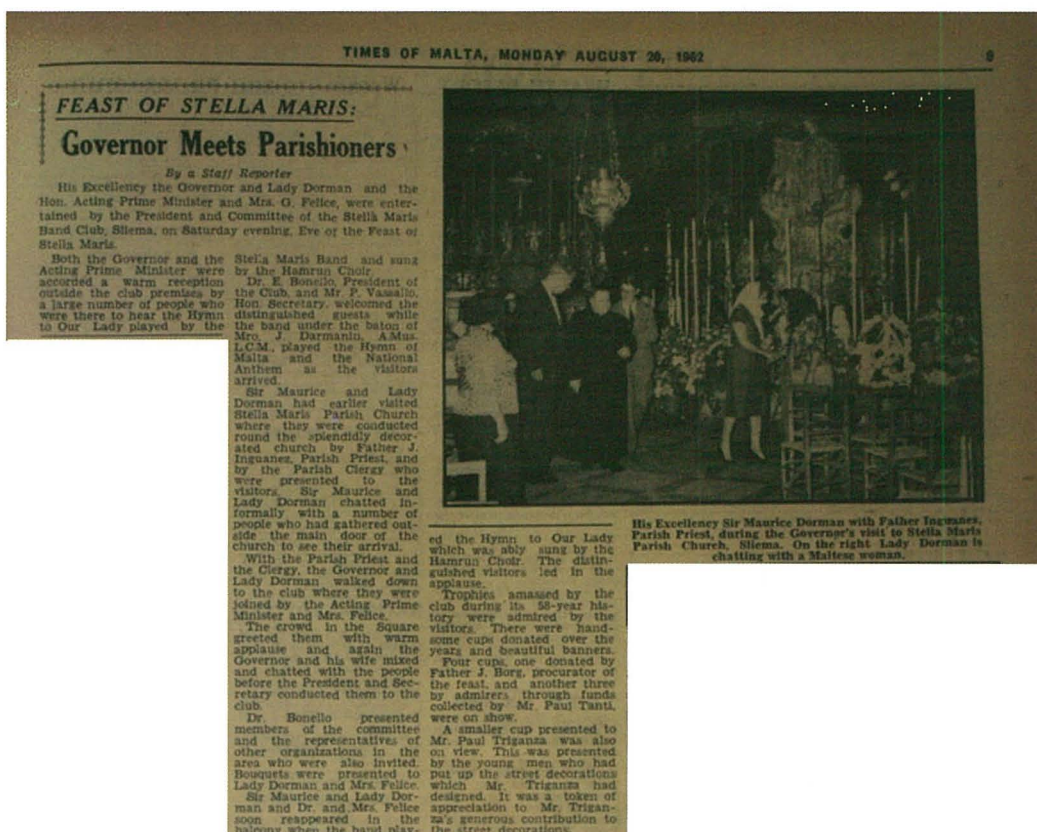 TIMES OF MALTA, MONDAY AUGUST 20, 1962
9
FEAST OF STELLA MARIS:
Governor Meets Parishioners
By a Staff Reporter
His Excellency the Governor and Lady Dorman and the
Hon. Acting Prime Minister and Mrs. G. Felice, were enter-
tained by the President and Committee of the Stella Maris
Band Club, Sliema, on Saturday evening, Eve of the Feast of
Stella Maris.
Both the Governor and the
Acting Prime Minister were
accorded a warm reception
outside the club premises by
a large number of people who
were there to hear the Hymn
to Our Lady played by the
Stella Maris Band and sung
by the Hamrun Choir.
Dr. E. Bonello, President of
the Club, and Mr. P. Vassallo,
Hon. Secretary, welcomed the
distinguished guests while
the band under the baton of
Mro. J. Darmanin, A.Mus.
L.C.M., played the Hymn of
Malta and the National
Anthem as the visitors
arrived.
Sir Maurice and Lady
Dorman had earlier visited
Stella Maris Parish Church
where they were conducted
round the splendidly decor-
ated church by Father J.
Inguanez, Parish Priest, and
by the Parish Clergy who
were presented to the
visitors. Sir Maurice and
Lady Dorman chatted in-
formally with a number of
people who had gathered out-
side the main door of the
church to see their arrival.
With the Parish Priest and
the Clergy, the Governor and
Lady Dorman walked down
to the club where they were
joined by the Acting Prime
Minister and Mrs. Felice.
The crowd in the Square
greeted them with warm
applause and again the
Governor and his wife mixed
and chatted with the people
before the President and Sec-
retary conducted them to the
club.
Dr. Bonello presented
members of the committee
and the representatives of
other organizations in the
area who were also invited.
Bouquets were presented to
Lady Dorman and Mrs. Felice.
Sir Maurice and Lady Dor-
man and Dr. and Mrs. Felice
soon reappeared in the
balcony when the band play-
ed the Hymn to Our Lady
which was ably sung by the
Hamrun Choir. The distin-
guished visitors led in the
applause.
Trophies amassed by the
club during its 58-year his-
tory were admired by the
visitors. There were hand-
some cups donated over the
years and beautiful banners.
Four cups, one donated by
Father J. Borg, procurator of
the feast, and another three
by admirers through funds
collected by Mr. Paul Tanti,
were on show.
A smaller cup presented to
Mr. Paul Triganza was also
on view. This was presented
by the young men who had
put up the street decorations
which Mr. Triganza had
designed. It was a token of
appreciation to Mr. Trigan-
za's generous contribution to
the street decorations.
His Excellency Sir Maurice Dorman with Father Inguanes,
Parish Priest, during the Governor's visit to Stella Maris
Parish Church, Sliema. On the right Lady Dorman is
chatting with a Maltese woman.